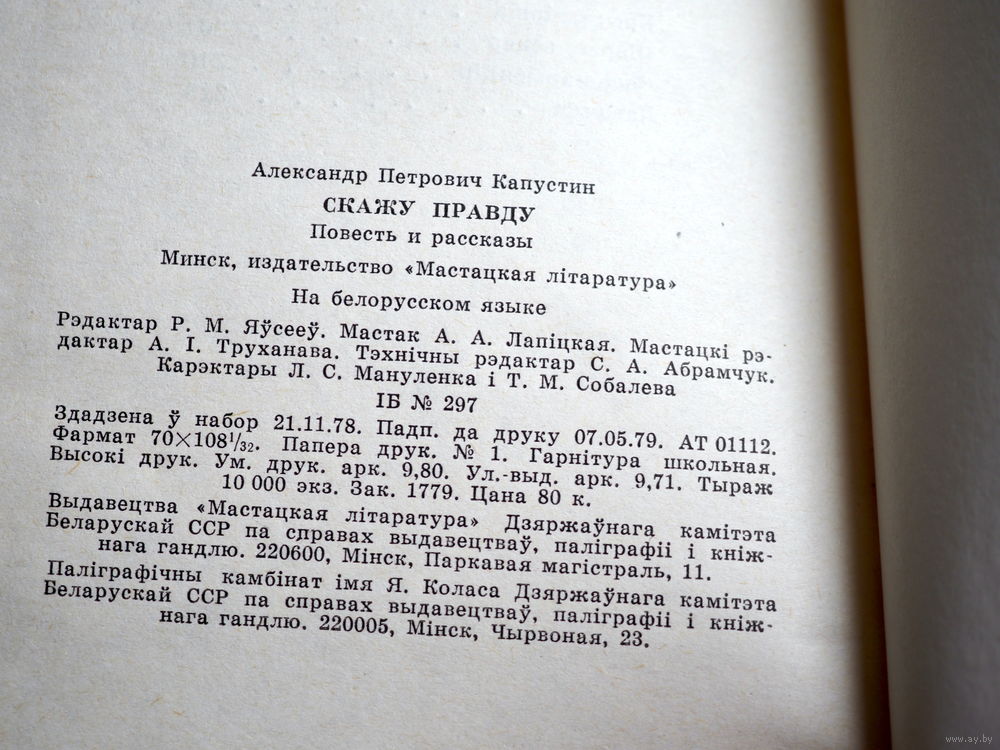 Александр Петрович Капустин
СКАЖУ ПРАВДУ
Повесть и рассказы
Минск, издательство «Мастацкая літаратура»
На белорусском языке
Рэдактар Р. М. Яўсееў. Мастак А. А. Лапіцкая. Мастацкі рэ-
дактар А. І. Труханава. Тэхнічны рэдактар С. А. Абрамчук.
Карэктары Л. С. Мануленка і Т. М. Собалева
ІБ № 297
Здадзена ў набор 21.11.78. Падп. да друку 07.05.79. АТ 01112.
Фармат 70×108¹/₃₂. Папера друк. № 1. Гарнітура школьная.
Высокі друк. Ум. друк. арк. 9,80. Ул.-выд. арк. 9,71. Тыраж
10 000 экз. Зак. 1779. Цана 80 к.
Выдавецтва «Мастацкая літаратура» Дзяржаўнага камітэта
Беларускай ССР па справах выдавецтваў, паліграфіі і кніж-
нага гандлю. 220600, Мінск, Паркавая магістраль, 11.
Паліграфічны камбінат імя Я. Коласа Дзяржаўнага камітэта
Беларускай ССР па справах выдавецтваў, паліграфіі і кніж-
нага гандлю. 220005, Мінск, Чырвоная, 23.
www.ay.by